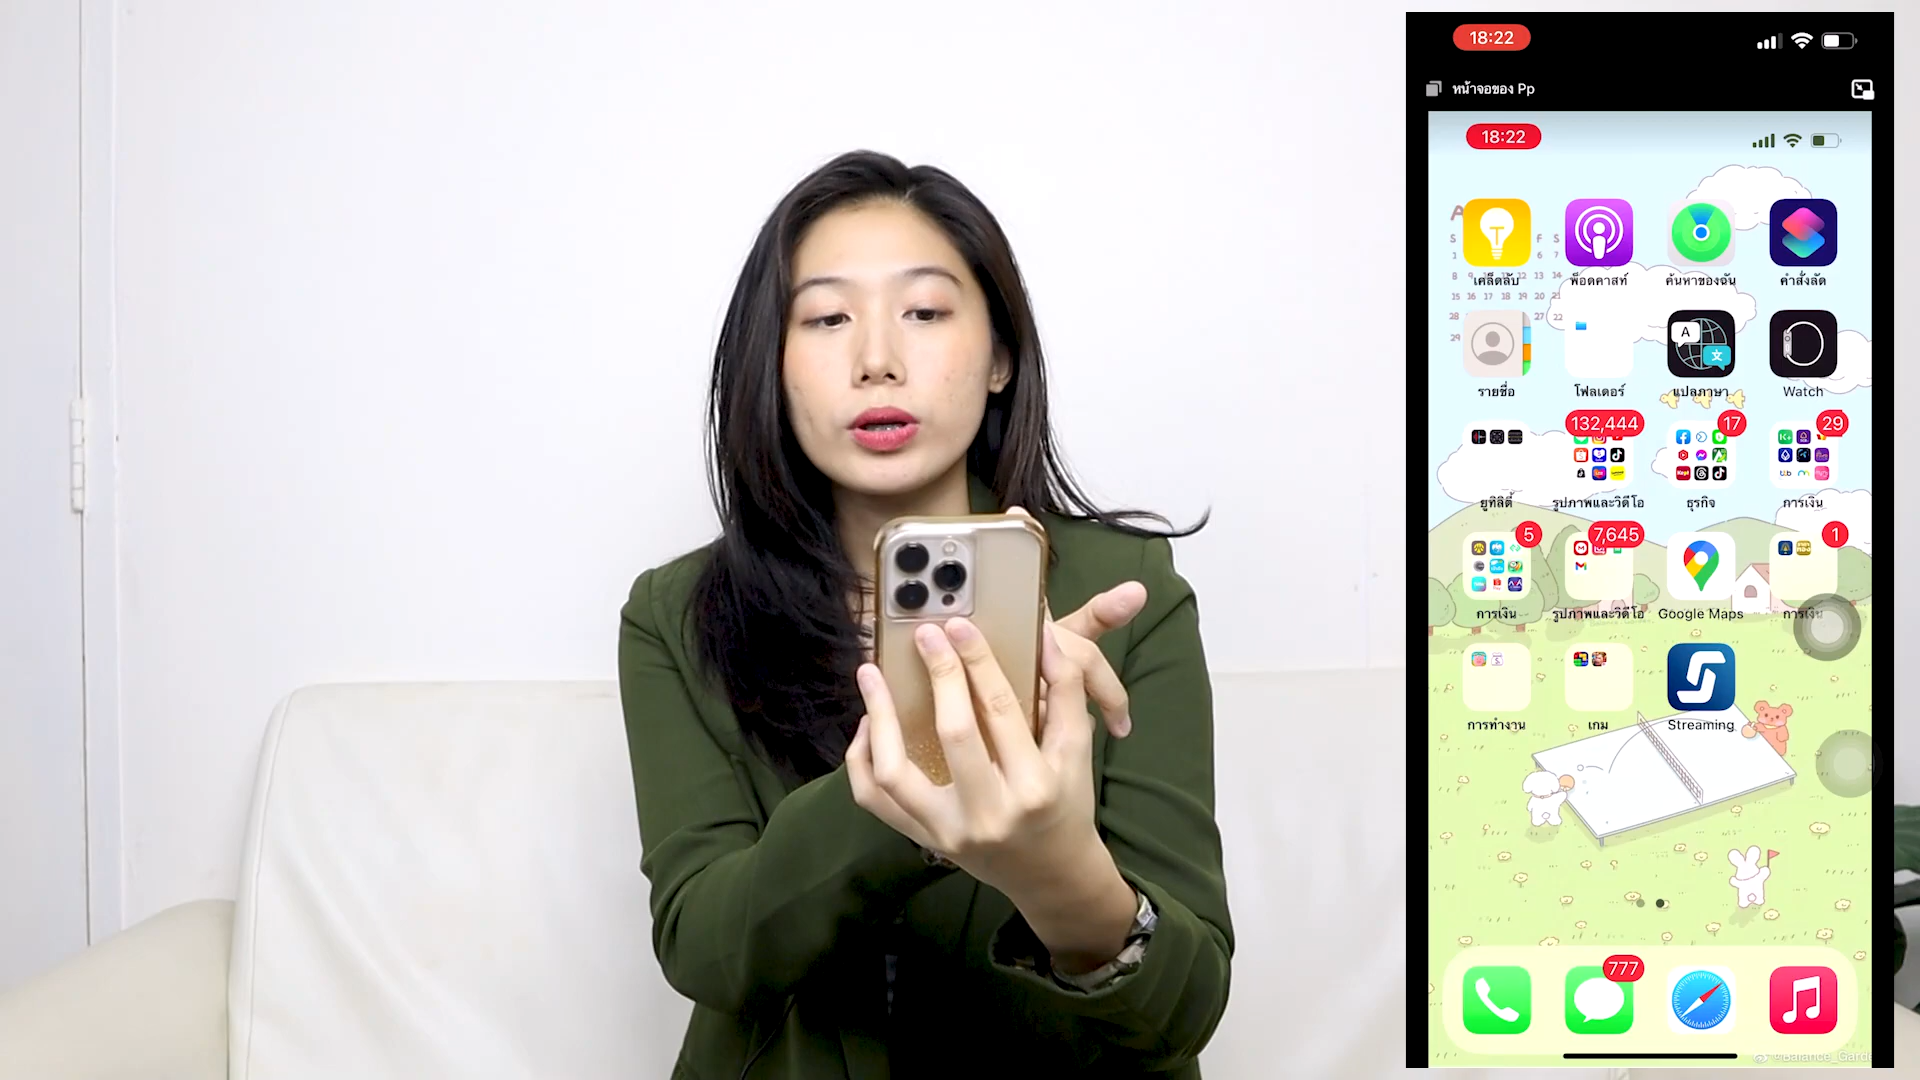 18:22
หน้าจอของ Pp
18:22
เคล็ดลับ
พ็อดคาสท์
ค้นหาของฉัน
คำสั่งลัด
รายชื่อ
โฟลเดอร์
แปลภาษา
Watch
132,444
17
29
ยูทิลิตี้
รูปภาพและวิดีโอ
ธุรกิจ
การเงิน
5
7,645
1
การเงิน
รูปภาพและวิดีโอ
Google Maps
การเงิน
การทำงาน
เกม
Streaming
777